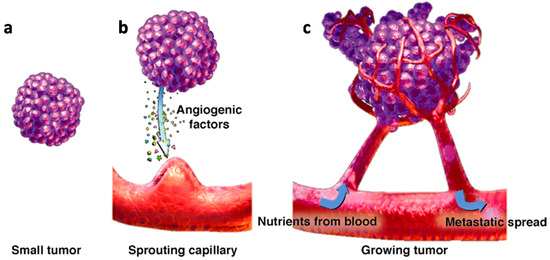 a
b
c
Angiogenic
factors
Nutrients from blood
Metastatic spread
Small tumor
Sprouting capillary
Growing tumor